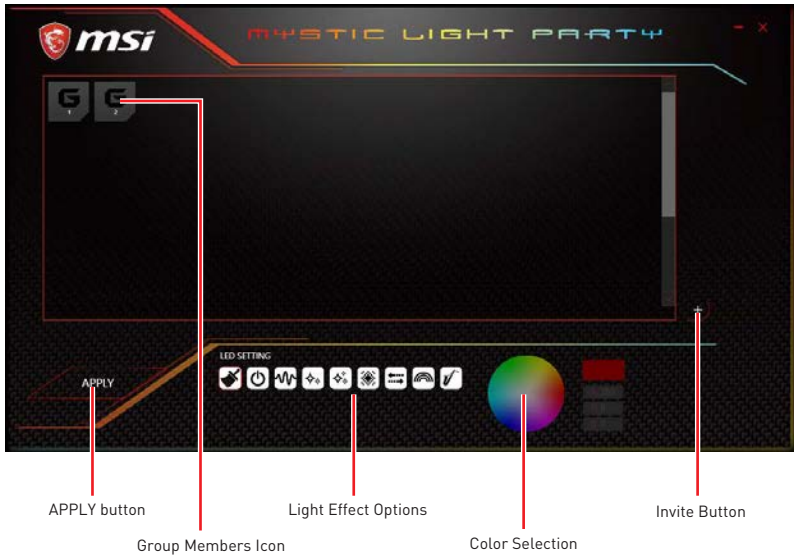 msi
MYSTIC LIGHT PARTY
G G
1 2
LED SETTING
APPLY
APPLY button
Light Effect Options
Invite Button
Group Members Icon
Color Selection